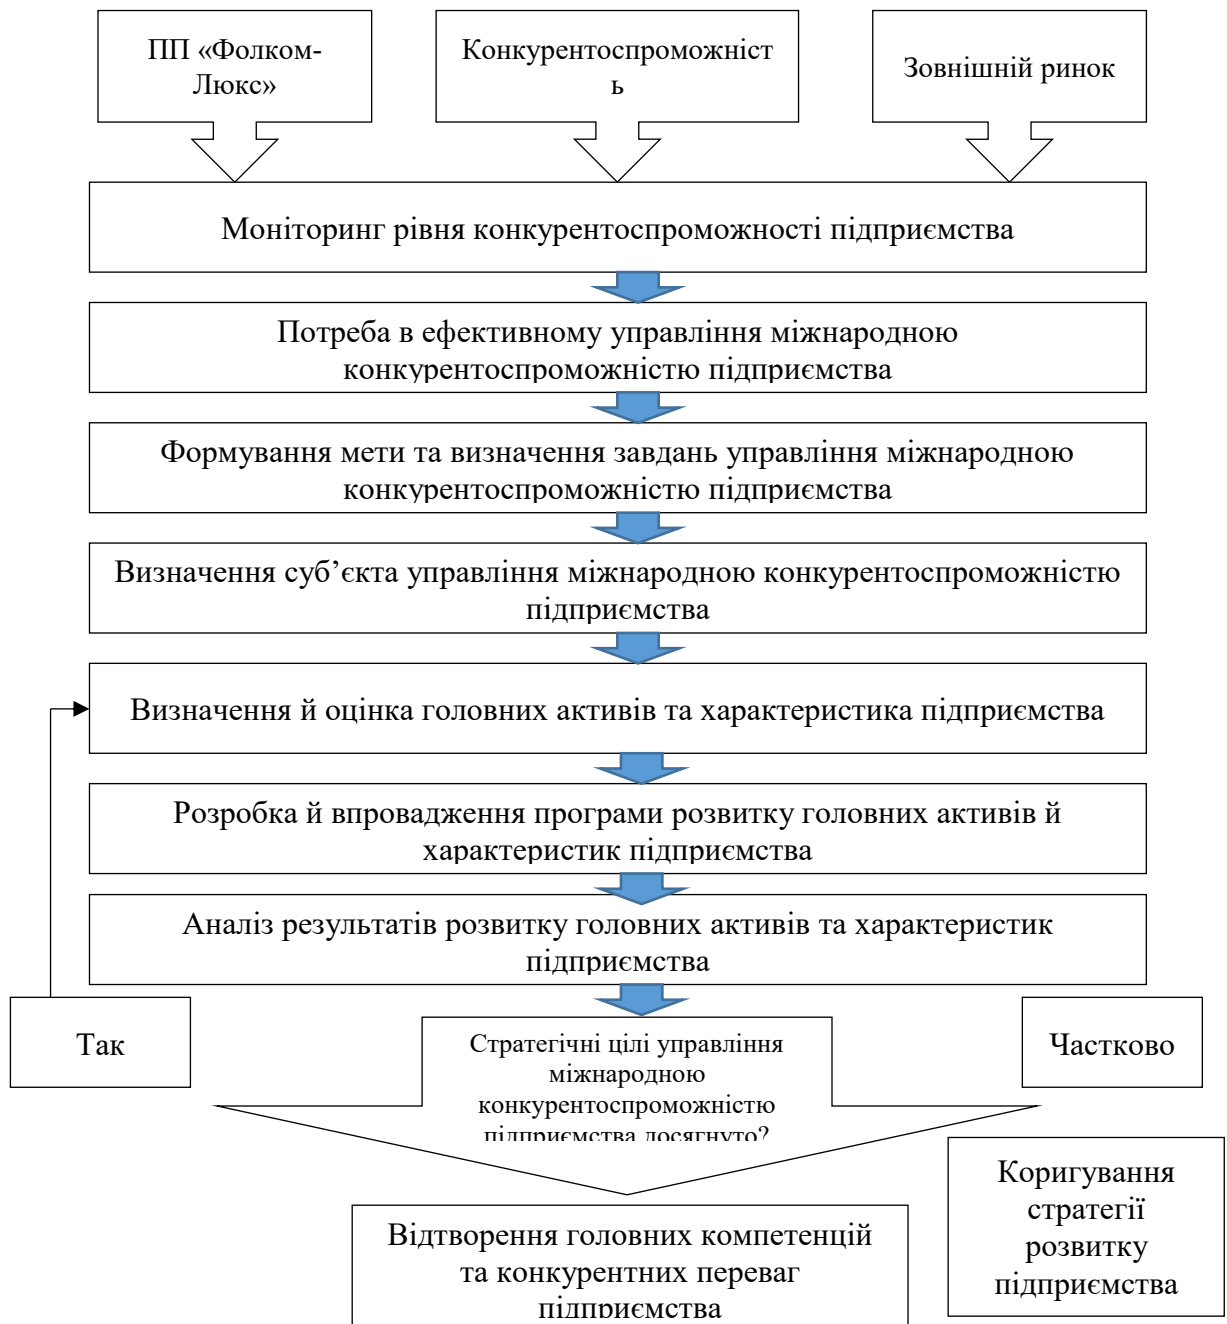 ПП «Фолком-
Люкс»
Конкурентоспроможніст
ь
Зовнішній ринок
Моніторинг рівня конкурентоспроможності підприємства
Потреба в ефективному управління міжнародною
конкурентоспроможністю підприємства
Формування мети та визначення завдань управління міжнародною
конкурентоспроможністю підприємства
Визначення суб’єкта управління міжнародною конкурентоспроможністю
підприємства
Визначення й оцінка головних активів та характеристика підприємства
Розробка й впровадження програми розвитку головних активів й
характеристик підприємства
Аналіз результатів розвитку головних активів та характеристик
підприємства
Так
Стратегічні цілі управління
міжнародною
конкурентоспроможністю
підприємства досягнуто?
Частково
Коригування
стратегії
розвитку
підприємства
Відтворення головних компетенцій
та конкурентних переваг
підприємства